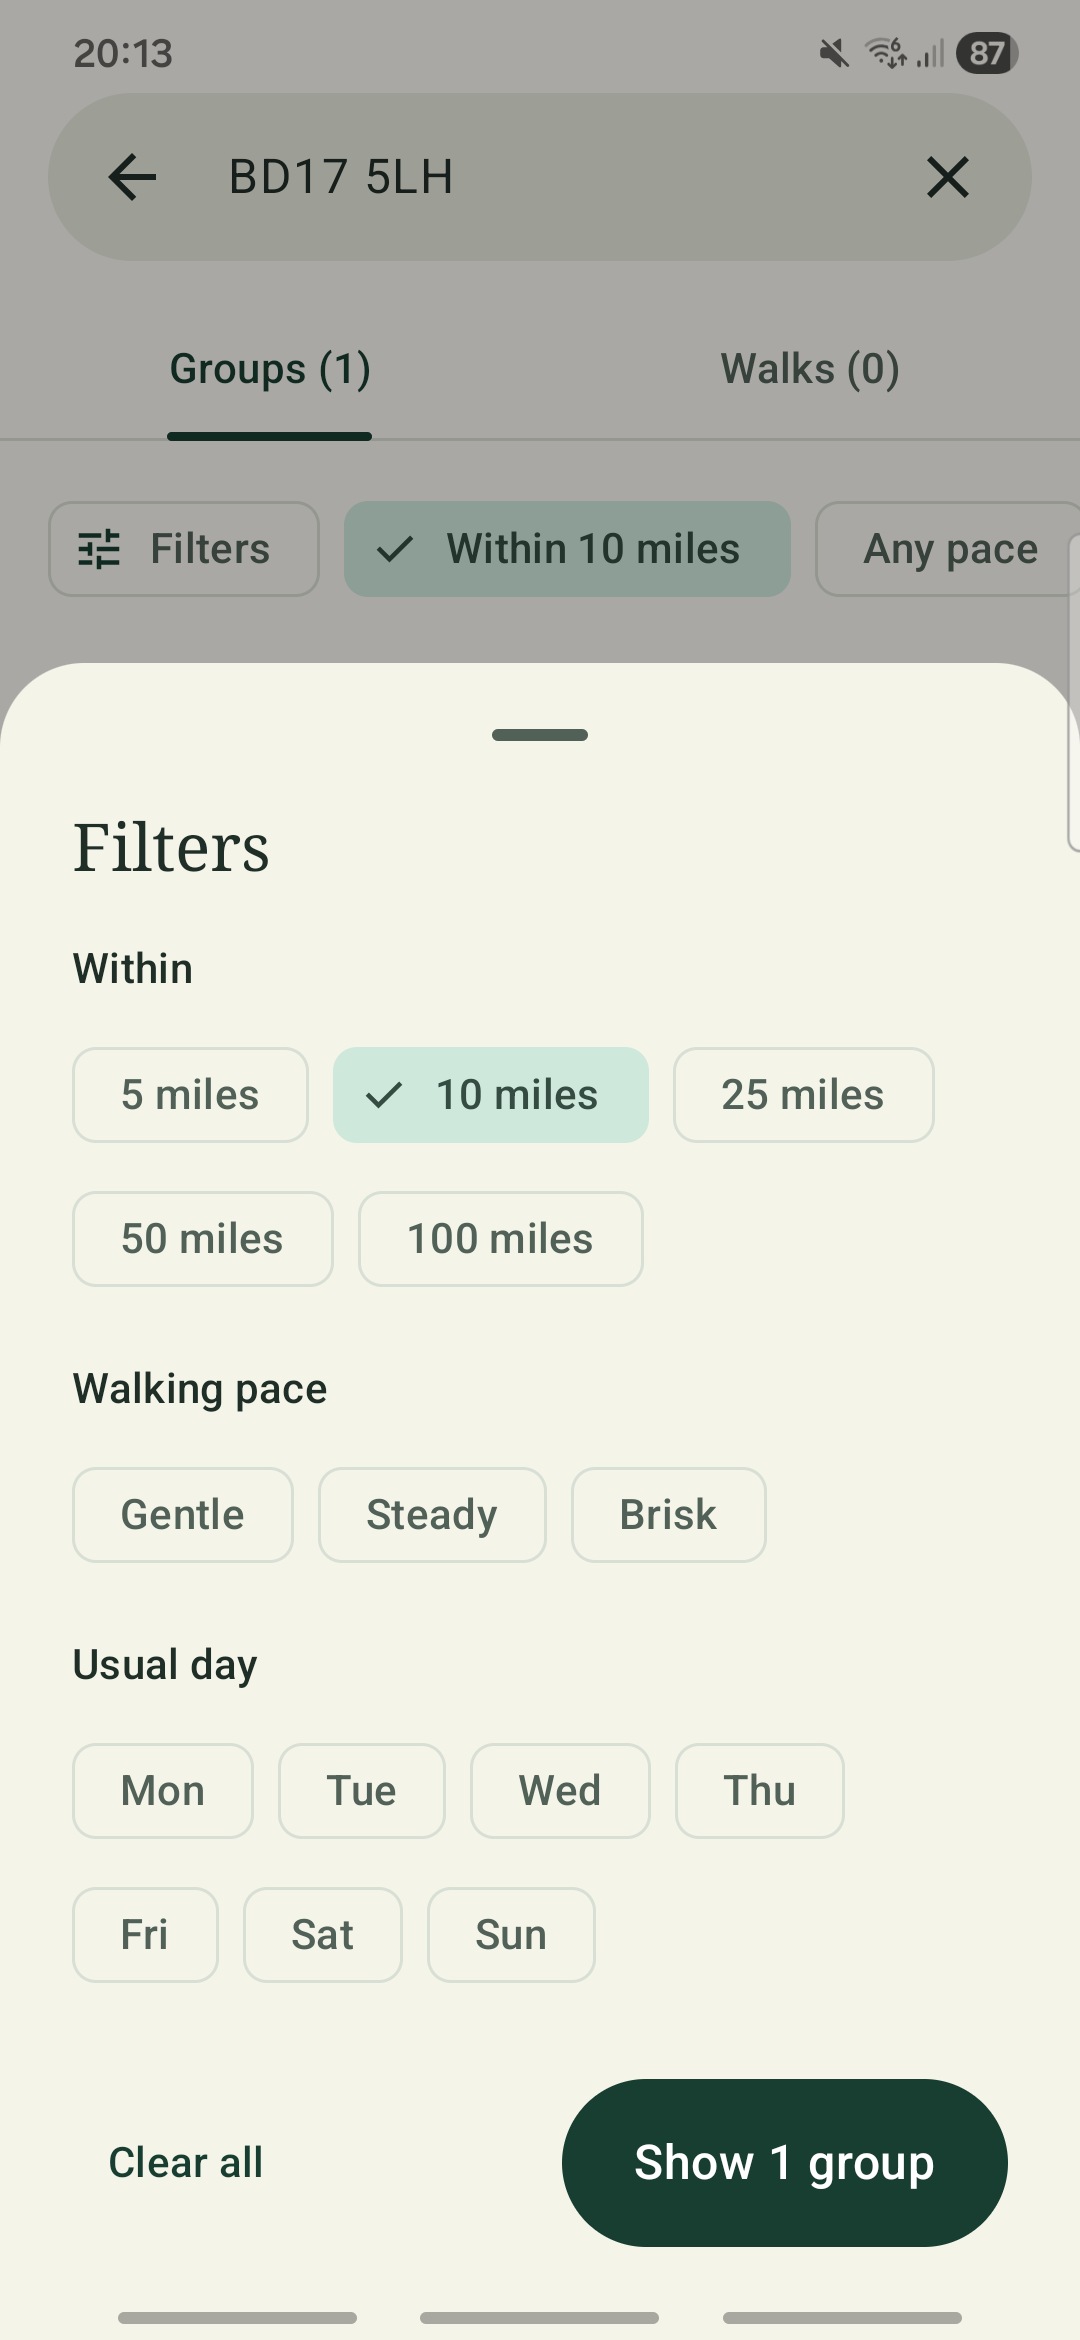 20:13
6
87
BD17 5LH
Groups (1)
Walks (0)
Filters
Within 10 miles
Any pace
Filters
Within
5 miles
10 miles
25 miles
50 miles
100 miles
Walking pace
Gentle
Steady
Brisk
Usual day
Mon
Tue
Wed
Thu
Fri
Sat
Sun
Clear all
Show 1 group